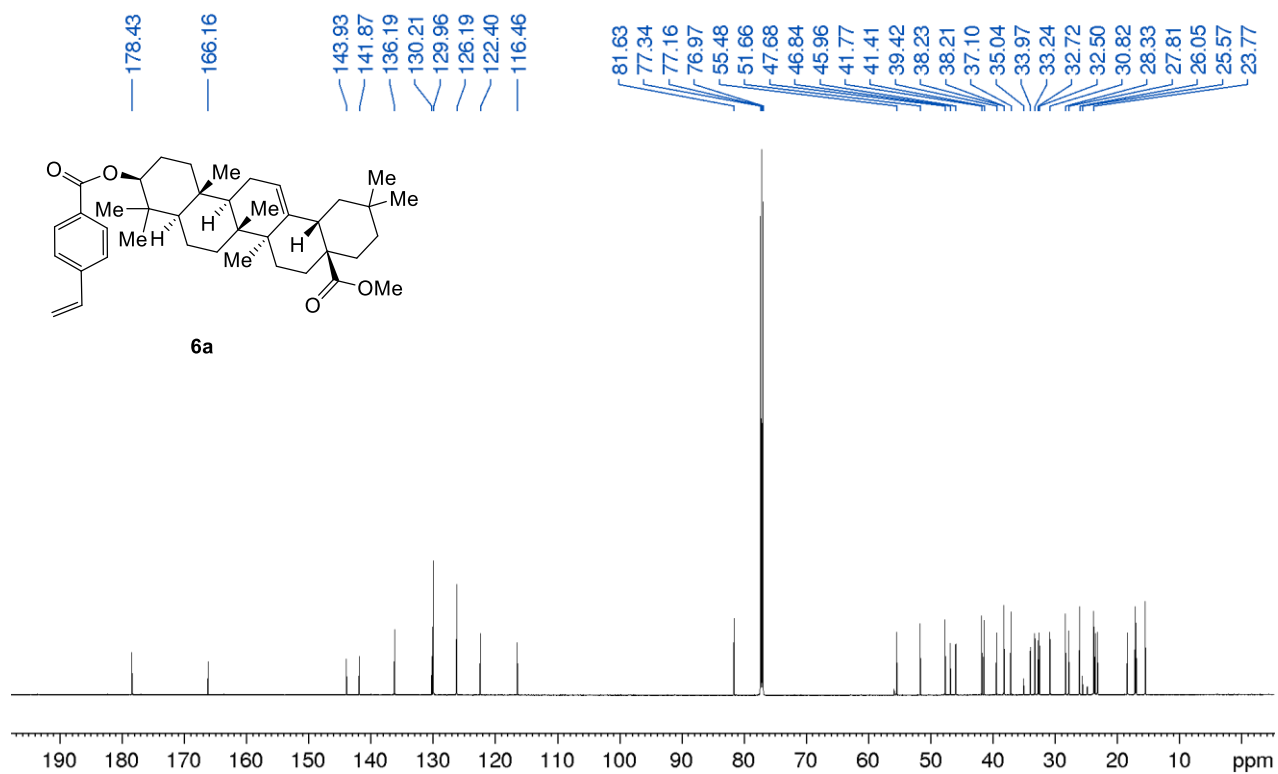 178.43
166.16
143.93
141.87
136.19
130.21
129.96
126.19
122.40
116.46
81.63
77.34
77.16
76.97
55.48
51.66
47.68
46.84
45.96
41.77
41.41
39.42
38.23
38.21
37.10
35.04
33.97
33.24
32.72
32.50
30.82
28.33
27.81
26.05
25.57
23.77
O
O
Me
Me
Me
Me
H
H
Me
Me
H
Me
Me
O
OMe
6a
190 180 170 160 150 140 130 120 110 100 90 80 70 60 50 40 30 20 10 ppm